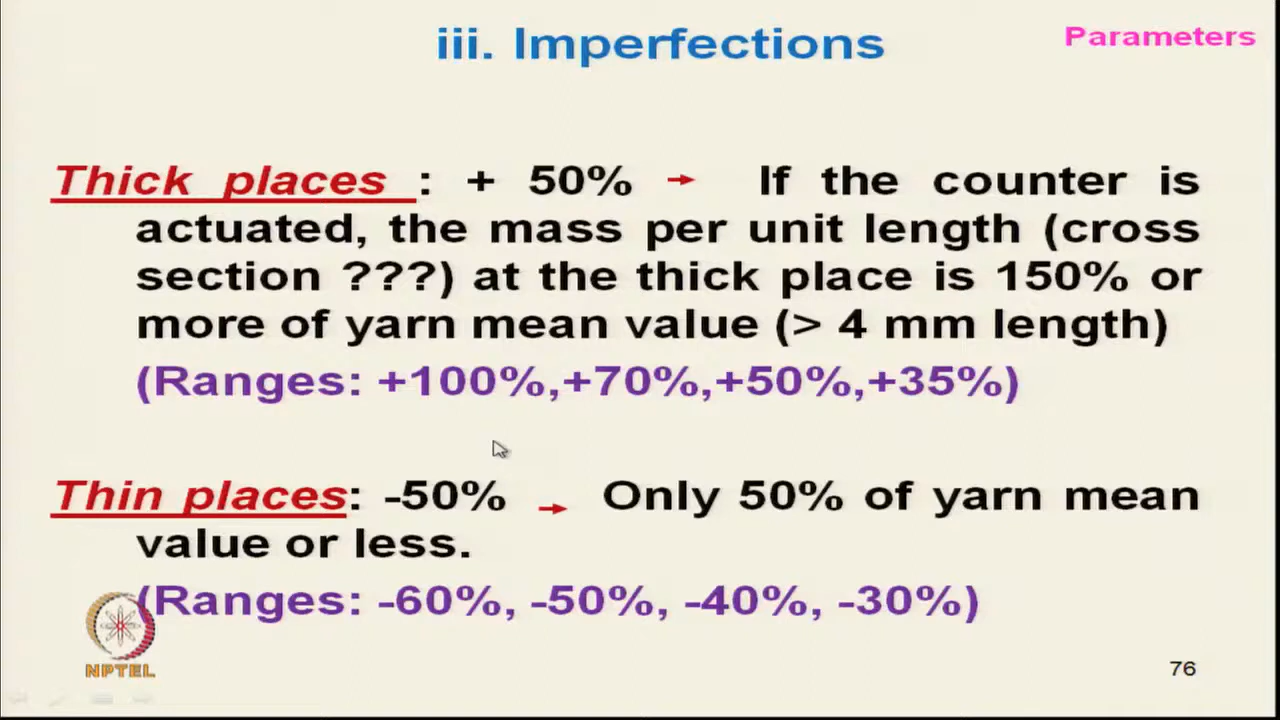 iii. Imperfections
Parameters
Thick places : + 50% → If the counter is
actuated, the mass per unit length (cross
section ???) at the thick place is 150% or
more of yarn mean value (> 4 mm length)
(Ranges: +100%,+70%,+50%,+35%)
Thin places: -50% → Only 50% of yarn mean
value or less.
(Ranges: -60%, -50%, -40%, -30%)
NPTEL
76